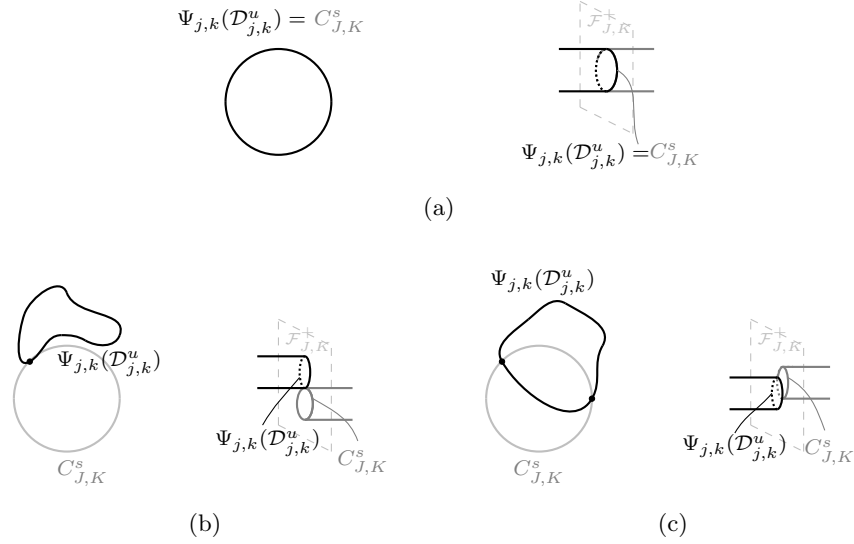 Ψ_{j,k}(𝒟^u_{j,k}) = C^s_{J,K}
ℱ^+_{J,K̃}
Ψ_{j,k}(𝒟^u_{j,k}) = C^s_{J,K}
(a)
Ψ_{j,k}(𝒟^u_{j,k})
C^s_{J,K}
ℱ^+_{J,K̃}
Ψ_{j,k}(𝒟^u_{j,k})
C^s_{J,K}
(b)
Ψ_{j,k}(𝒟^u_{j,k})
C^s_{J,K}
ℱ^+_{J,K̃}
Ψ_{j,k}(𝒟^u_{j,k})
C^s_{J,K}
(c)